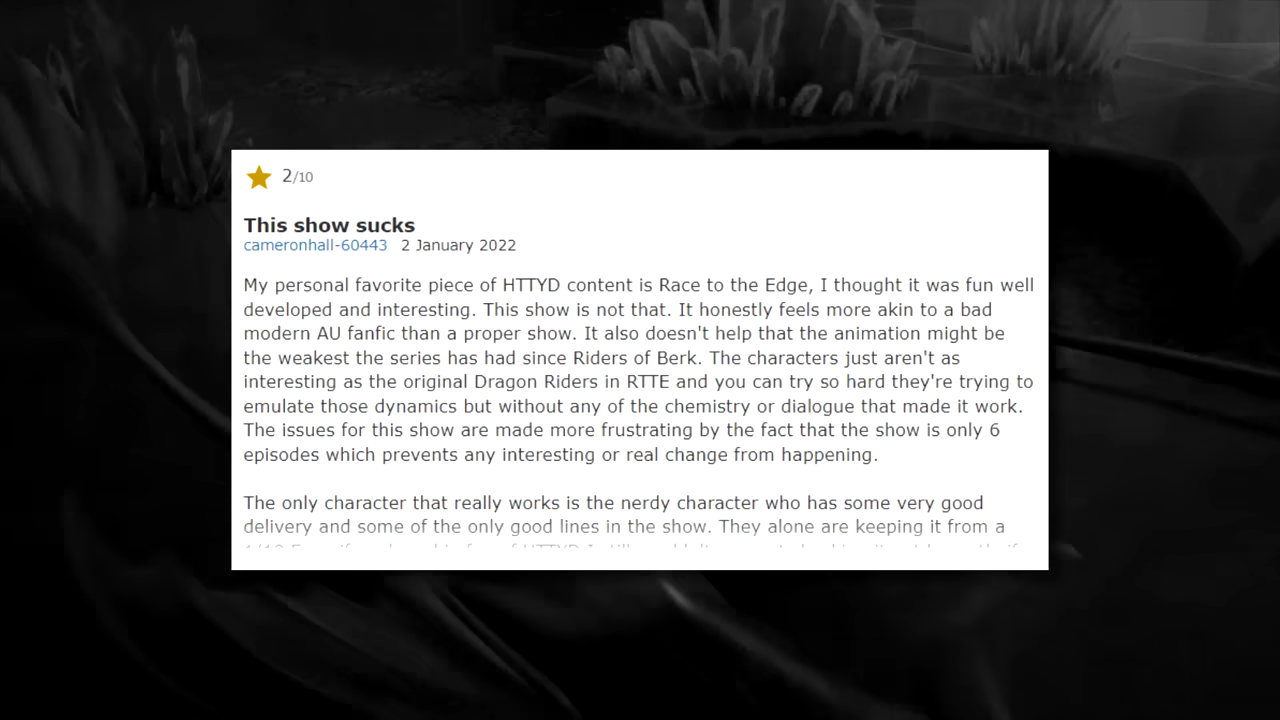 2/10
This show sucks
cameronhall-60443 2 January 2022
My personal favorite piece of HTTYD content is Race to the Edge, I thought it was fun well
developed and interesting. This show is not that. It honestly feels more akin to a bad
modern AU fanfic than a proper show. It also doesn't help that the animation might be
the weakest the series has had since Riders of Berk. The characters just aren't as
interesting as the original Dragon Riders in RTTE and you can try so hard they're trying to
emulate those dynamics but without any of the chemistry or dialogue that made it work.
The issues for this show are made more frustrating by the fact that the show is only 6
episodes which prevents any interesting or real change from happening.
The only character that really works is the nerdy character who has some very good
delivery and some of the only good lines in the show. They alone are keeping it from a